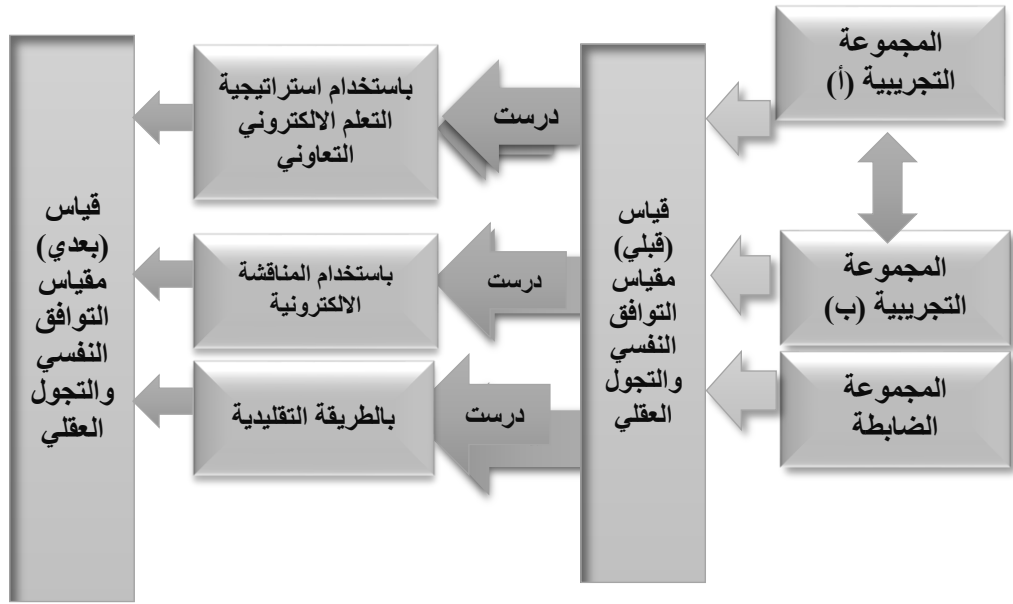 المجموعة
التجريبية (أ)
المجموعة
التجريبية (ب)
المجموعة
الضابطة
قياس
(قبلي)
مقياس
التوافق
النفسي
والتجول
العقلي
درست
درست
درست
باستخدام استراتيجية
التعلم الالكتروني
التعاوني
باستخدام المناقشة
الالكترونية
بالطريقة التقليدية
قياس
(بعدي)
مقياس
التوافق
النفسي
والتجول
العقلي